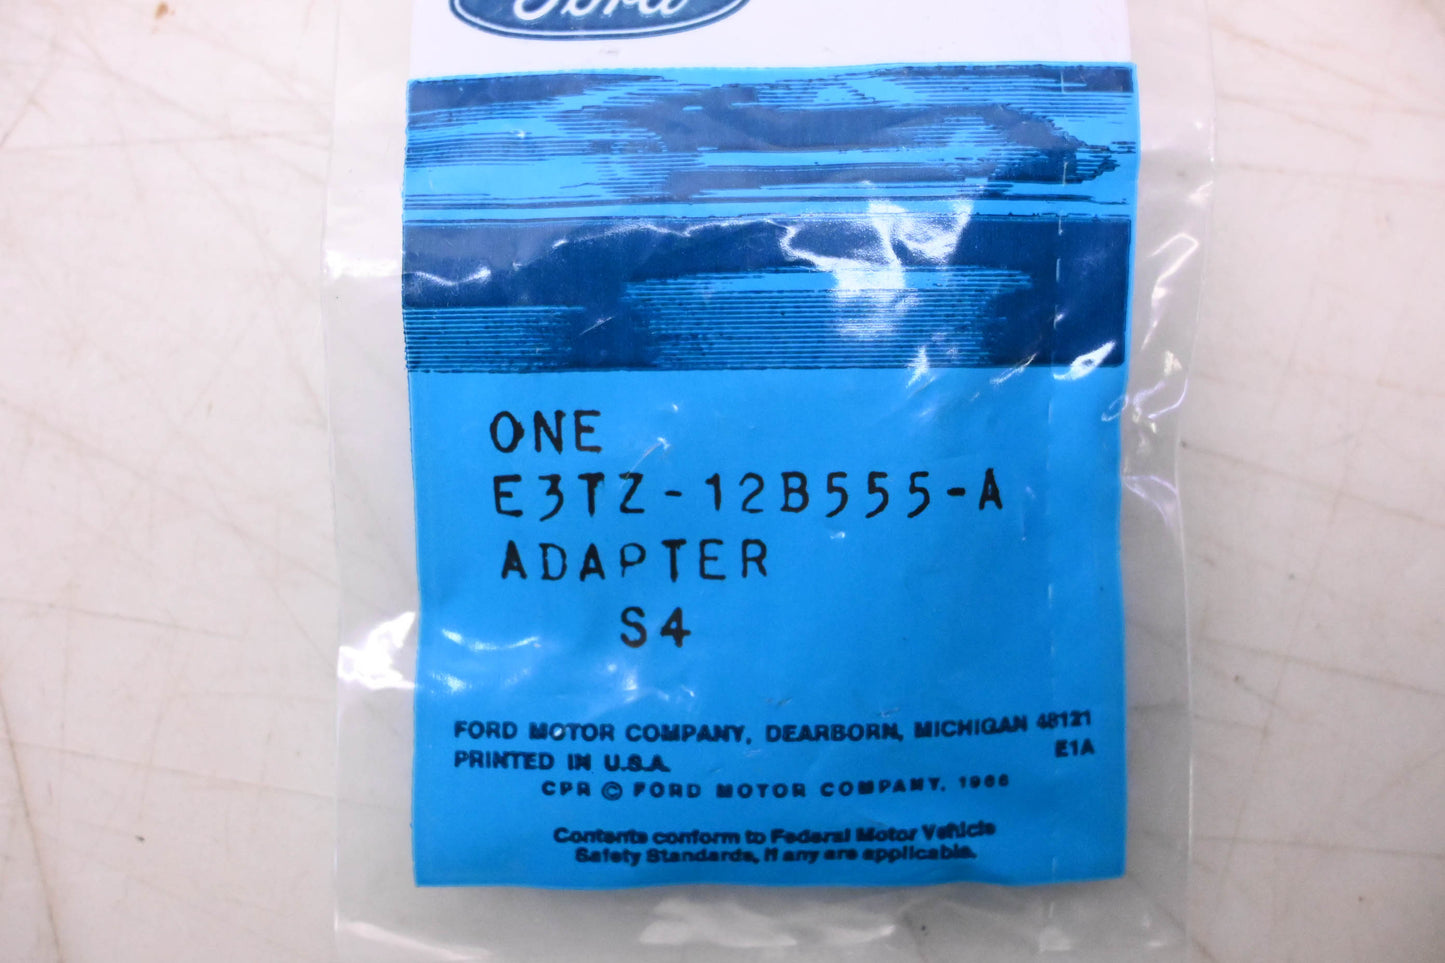 Ford
ONE
E3TZ-12B555-A
ADAPTER
S4
FORD MOTOR COMPANY, DEARBORN, MICHIGAN 48121
PRINTED IN U.S.A.
E1A
CPR © FORD MOTOR COMPANY,
Contents conform to Federal Motor Vehicle
Safety Standards, if any are applicable.